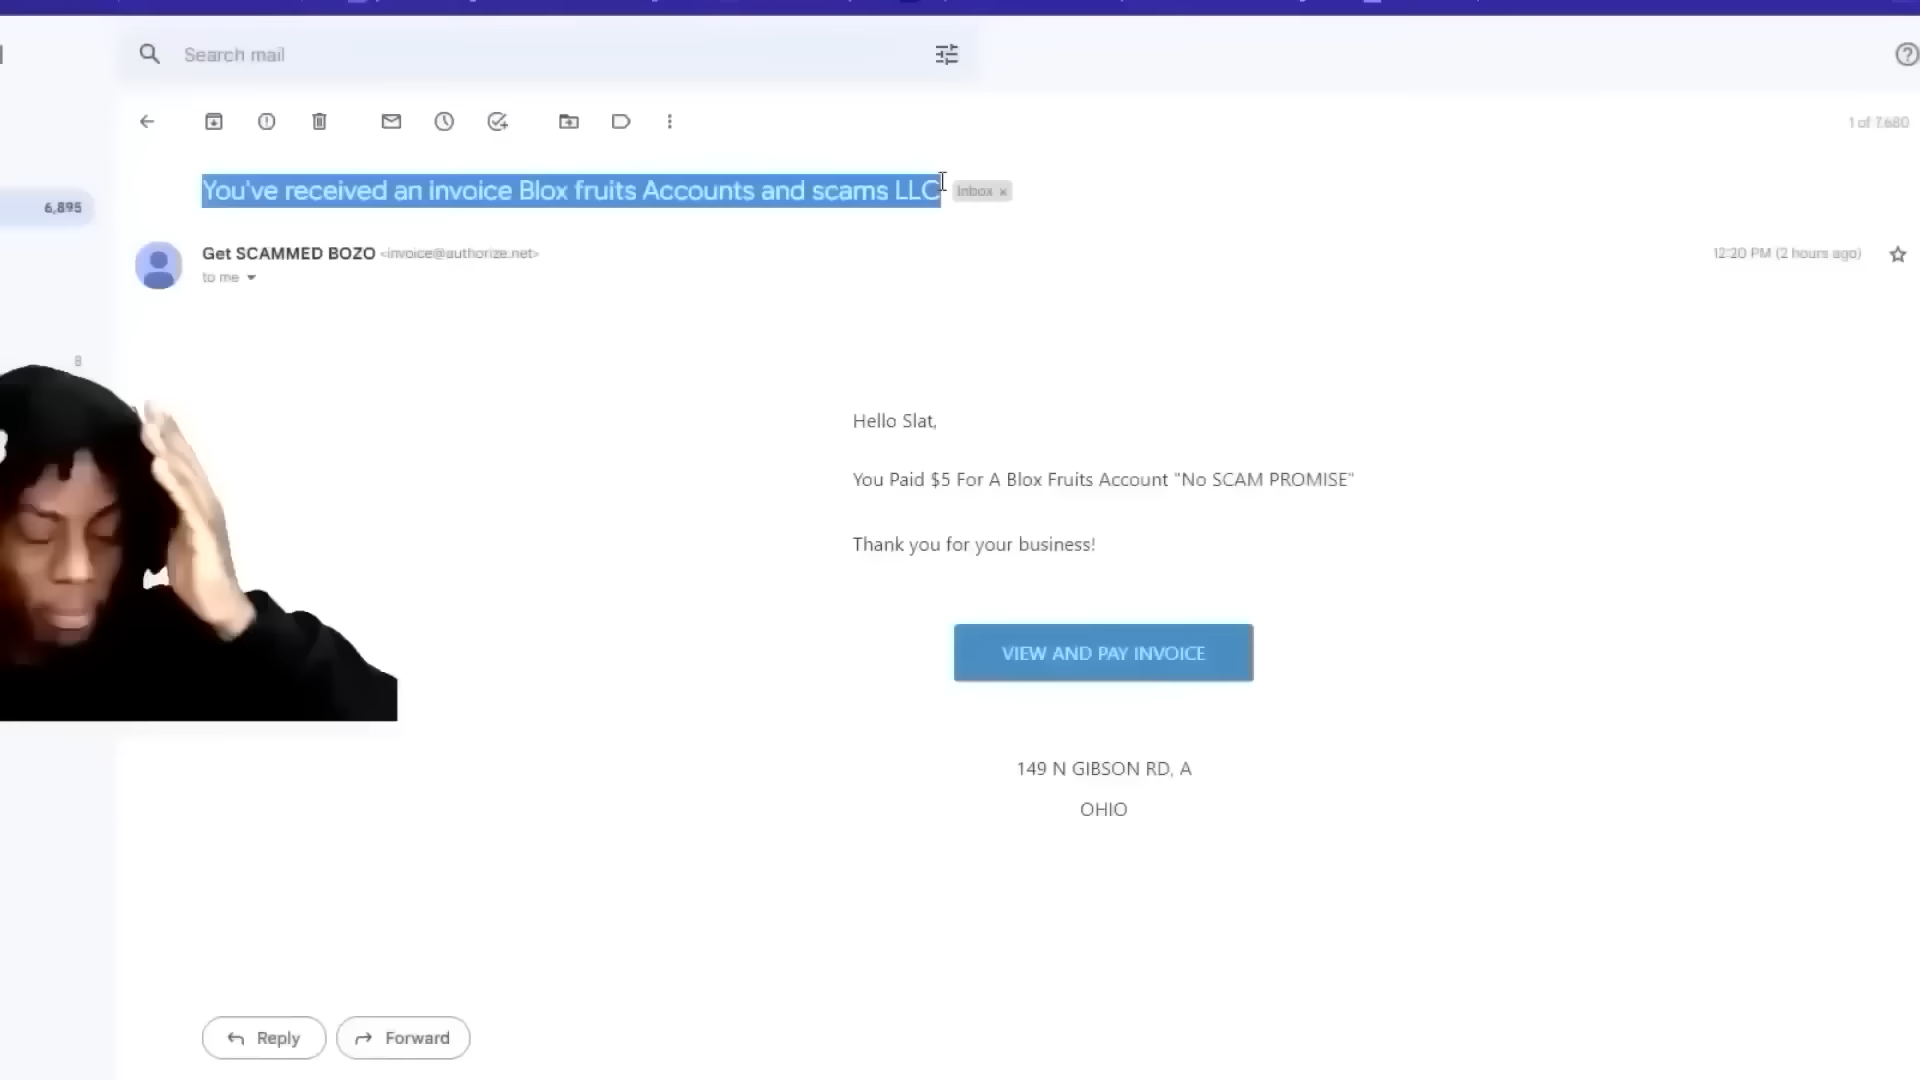 Search mail
1 of 7,680
You've received an invoice Blox fruits Accounts and scams LLC
Inbox ×
6,895
Get SCAMMED BOZO <invoice@authorize.net>
12:20 PM (2 hours ago)
to me
8
Hello Slat,
You Paid $5 For A Blox Fruits Account "No SCAM PROMISE"
Thank you for your business!
VIEW AND PAY INVOICE
149 N GIBSON RD, A
OHIO
Reply
Forward